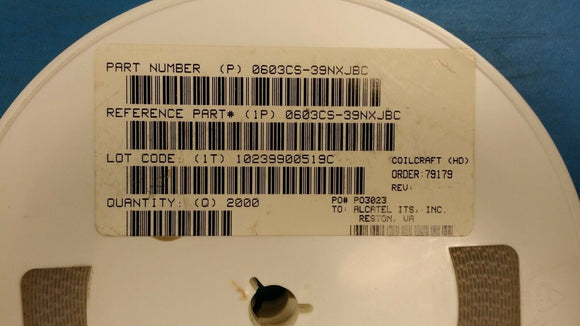 PART NUMBER (P) 0603CS-39NXJBC
REFERENCE PART# (1P) 0603CS-39NXJBC
LOT CODE: (1T) 10239900519C
COILCRAFT (HD)
ORDER:79179
REV:
QUANTITY: (Q) 2000
PO# PO3023
TO: ALCATEL ITS, INC.
RESTON, VA